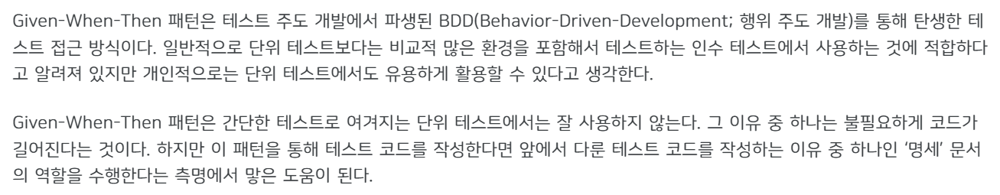 Given-When-Then 패턴은 테스트 주도 개발에서 파생된 BDD(Behavior-Driven-Development; 행위 주도 개발)를 통해 탄생한 테
스트 접근 방식이다. 일반적으로 단위 테스트보다는 비교적 많은 환경을 포함해서 테스트하는 인수 테스트에서 사용하는 것에 적합하다
고 알려져 있지만 개인적으로는 단위 테스트에서도 유용하게 활용할 수 있다고 생각한다.
Given-When-Then 패턴은 간단한 테스트로 여겨지는 단위 테스트에서는 잘 사용하지 않는다. 그 이유 중 하나는 불필요하게 코드가
길어진다는 것이다. 하지만 이 패턴을 통해 테스트 코드를 작성한다면 앞에서 다룬 테스트 코드를 작성하는 이유 중 하나인 ‘명세’ 문서
의 역할을 수행한다는 측명에서 맣은 도움이 된다.